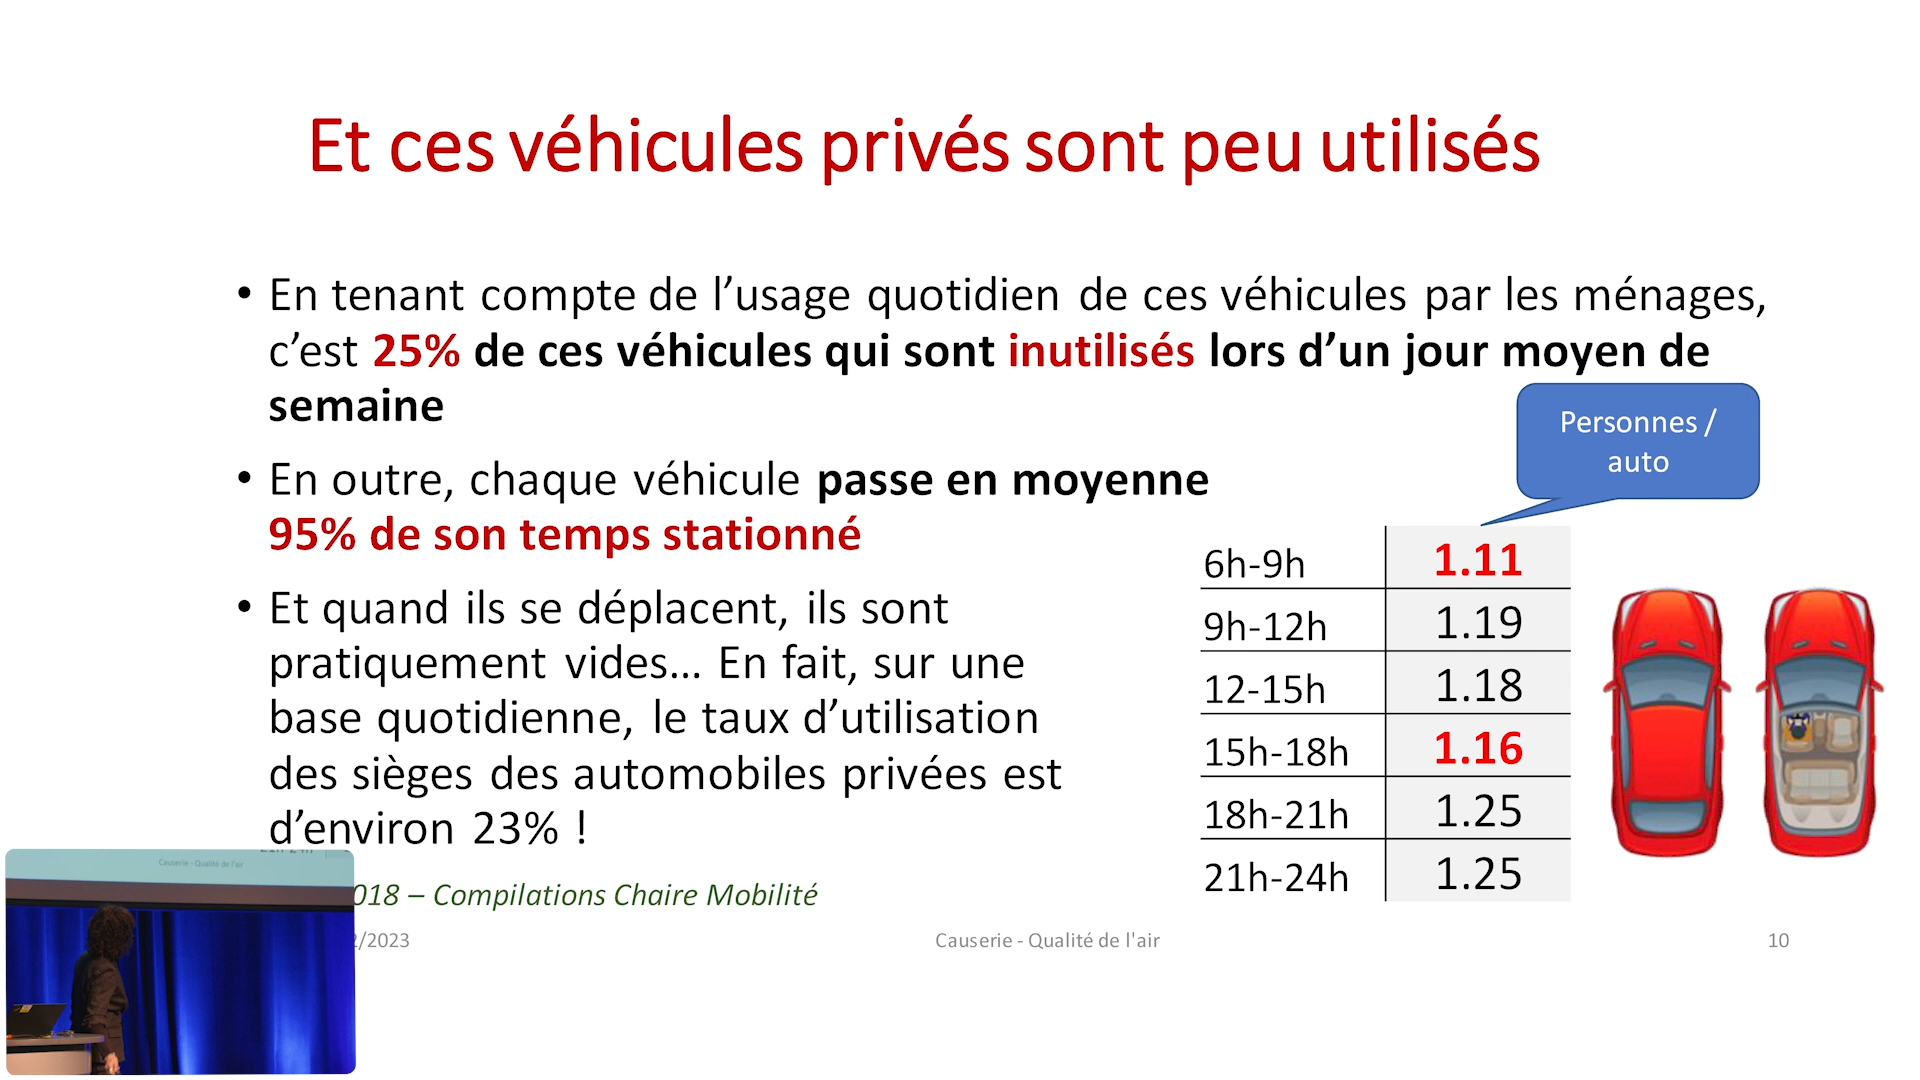 Et ces véhicules privés sont peu utilisés
• En tenant compte de l’usage quotidien de ces véhicules par les ménages,
c’est 25% de ces véhicules qui sont inutilisés lors d’un jour moyen de
semaine
Personnes /
auto
• En outre, chaque véhicule passe en moyenne
95% de son temps stationné
• Et quand ils se déplacent, ils sont
pratiquement vides… En fait, sur une
base quotidienne, le taux d’utilisation
des sièges des automobiles privées est
d’environ 23% !
6h-9h 1.11
9h-12h 1.19
12-15h 1.18
15h-18h 1.16
18h-21h 1.25
21h-24h 1.25
Causerie - Qualité de l'air
018 – Compilations Chaire Mobilité
2/2023
Causerie - Qualité de l'air
10